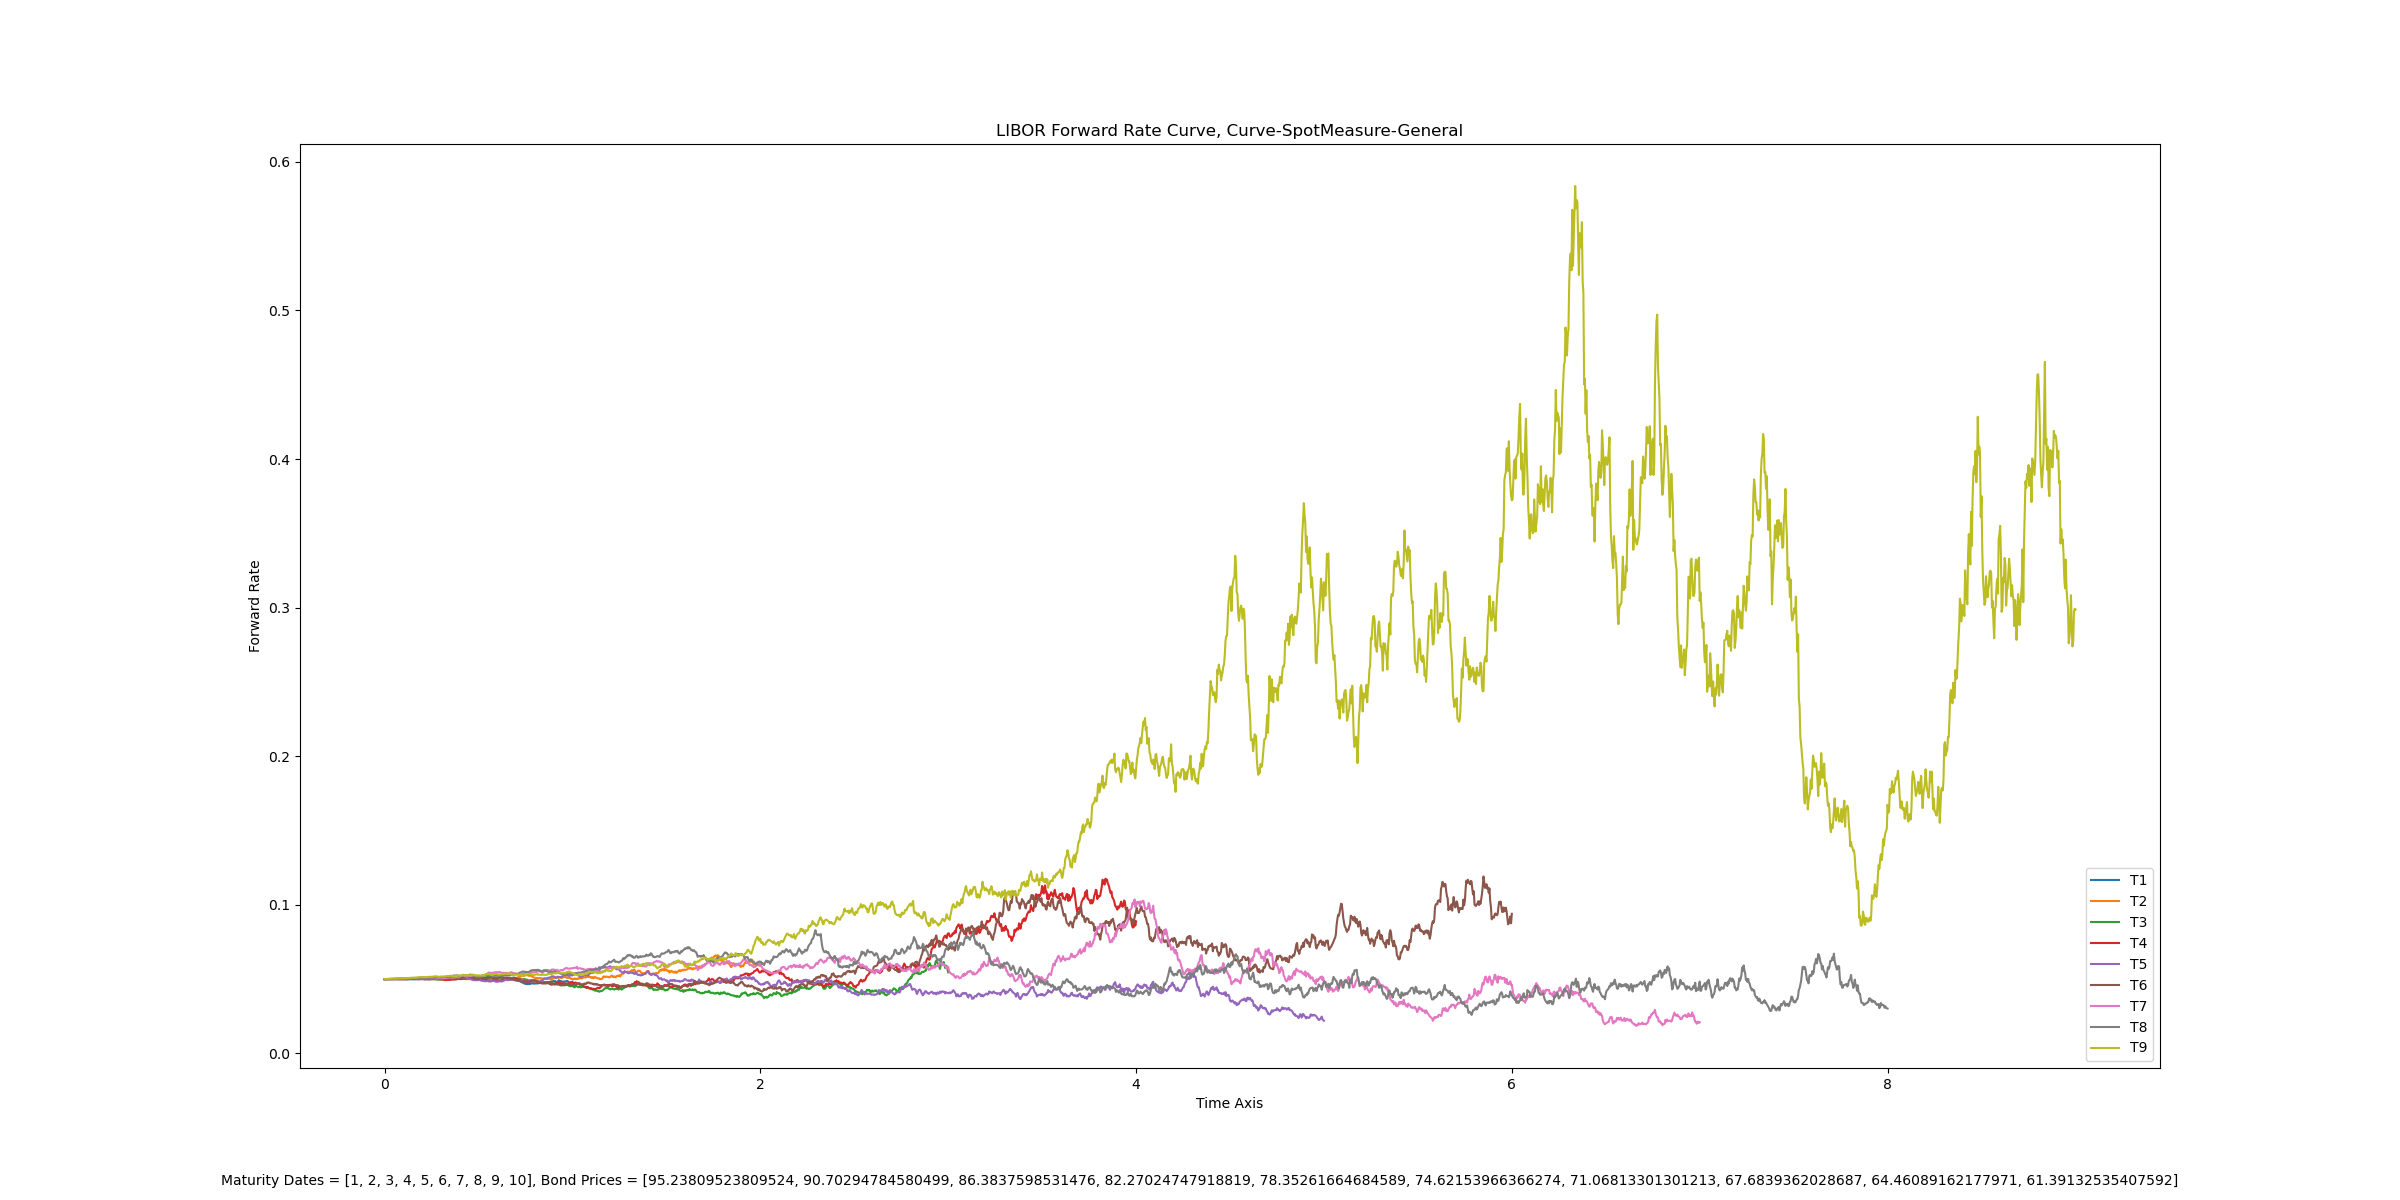 LIBOR Forward Rate Curve, Curve-SpotMeasure-General
0.6
0.5
0.4
0.3
0.2
0.1
0.0
Forward Rate
0 2 4 6 8
Time Axis
T1
T2
T3
T4
T5
T6
T7
T8
T9
Maturity Dates = [1, 2, 3, 4, 5, 6, 7, 8, 9, 10], Bond Prices = [95.23809523809524, 90.70294784580499, 86.3837598531476, 82.27024747918819, 78.35261664684589, 74.62153966366274, 71.06813301301213, 67.6839362028687, 64.46089162177971, 61.39132535407592]